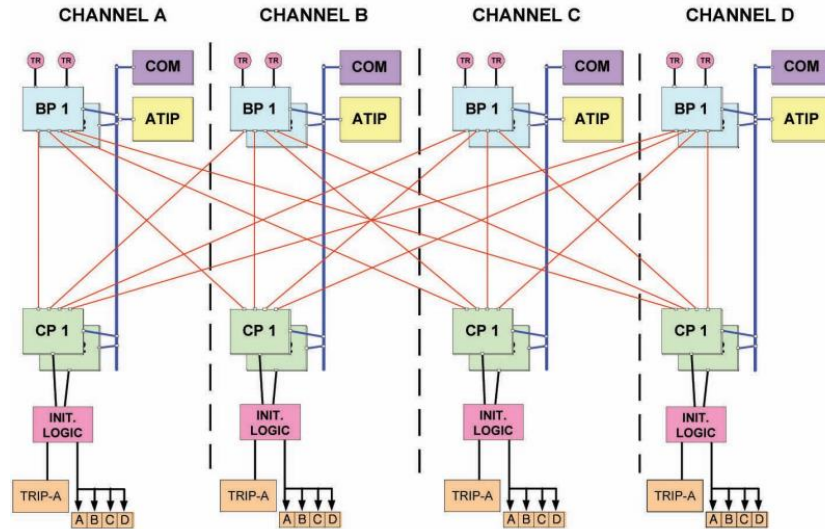 CHANNEL A CHANNEL B CHANNEL C CHANNEL D
TR TR TR TR TR TR TR TR
COM COM COM COM
BP 1 BP 1 BP 1 BP 1
ATIP ATIP ATIP ATIP
CP 1 CP 1 CP 1 CP 1
INIT. INIT. INIT. INIT.
LOGIC LOGIC LOGIC LOGIC
TRIP-A TRIP-A TRIP-A TRIP-A
A B C D A B C D A B C D A B C D